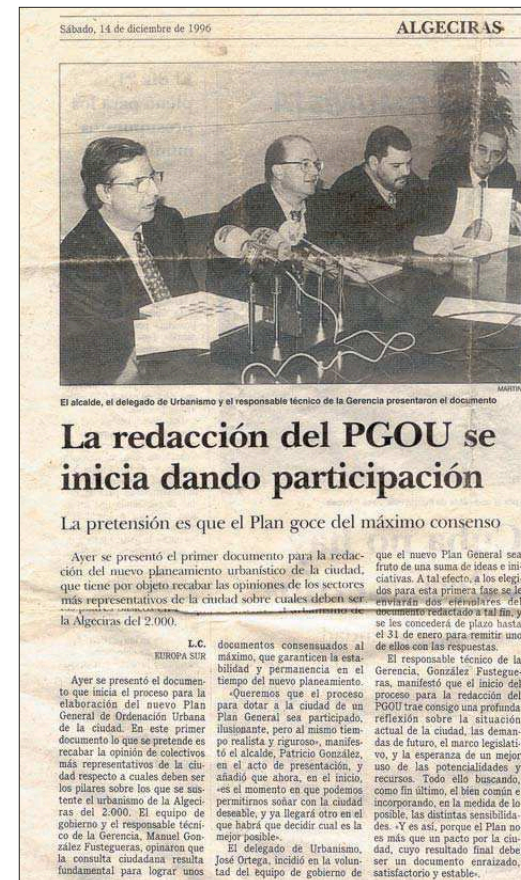 Sábado, 14 de diciembre de 1996
ALGECIRAS
MARTIN
El alcalde, el delegado de Urbanismo y el responsable técnico de la Gerencia presentaron el documento
La redacción del PGOU se
inicia dando participación
La pretensión es que el Plan goce del máximo consenso
Ayer se presentó el primer documento para la redac-
ción del nuevo planeamiento urbanístico de la ciudad,
que tiene por objeto recabar las opiniones de los sectores
más representativos de la ciudad sobre cuales deben ser
la Algeciras del 2.000.
L.C.
EUROPA SUR
Ayer se presentó el documen-
to que inicia el proceso para la
elaboración del nuevo Plan
General de Ordenación Urbana
de la ciudad. En este primer
documento lo que se pretende es
recabar la opinión de colectivos
más representativos de la ciu-
dad respecto a cuales deben ser
los pilares sobre los que se sus-
tente el urbanismo de la Algeci-
ras del 2.000. El equipo de
gobierno y el responsable técni-
co de la Gerencia, Manuel Gon-
zález Fustegueras, opinaron que
la consulta ciudadana resulta
fundamental para lograr unos
documentos consensuados al
máximo, que garanticen la esta-
bilidad y permanencia en el
tiempo del nuevo planeamiento.
«Queremos que el proceso
para dotar a la ciudad de un
Plan General sea participado,
ilusionante, pero al mismo tiem-
po realista y riguroso», manifes-
tó el alcalde, Patricio González,
en el acto de presentación, y
añadió que ahora, en el inicio,
«es el momento en que podemos
permitirnos soñar con la ciudad
deseable, y ya llegará otro en el
que habrá que decidir cual es la
mejor posible».
El delegado de Urbanismo,
José Ortega, incidió en la volun-
tad del equipo de gobierno de
que el nuevo Plan General sea
fruto de una suma de ideas e ini-
ciativas. A tal efecto, a los elegi-
dos para esta primera fase se le
enviarán dos ejemplares del
documento redactado a tal fin, y
se les concederá de plazo hasta
el 31 de enero para remitir uno
de ellos con las respuestas.
El responsable técnico de la
Gerencia, González Fustegue-
ras, manifestó que el inicio del
proceso para la redacción del
PGOU trae consigo una profunda
reflexión sobre la situación
actual de la ciudad, las deman-
das de futuro, el marco legislati-
vo, y la esperanza de un mejor
uso de las potencialidades y
recursos. Todo ello buscando,
como fin último, el bien común e
incorporando, en la medida de lo
posible, las distintas sensibilida-
des. «Y es así, porque el Plan no
es más que un pacto por la ciu-
dad, cuyo resultado final debe
ser un documento enraizado,
satisfactorio y estable».